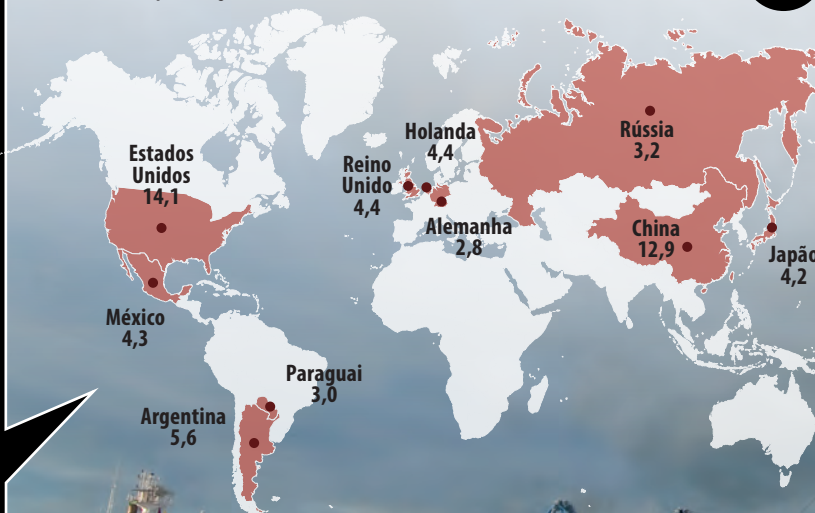 Estados
Unidos
14,1
México
4,3
Argentina
5,6
Paraguai
3,0
Reino
Unido
4,4
Holanda
4,4
Alemanha
2,8
Rússia
3,2
China
12,9
Japão
4,2